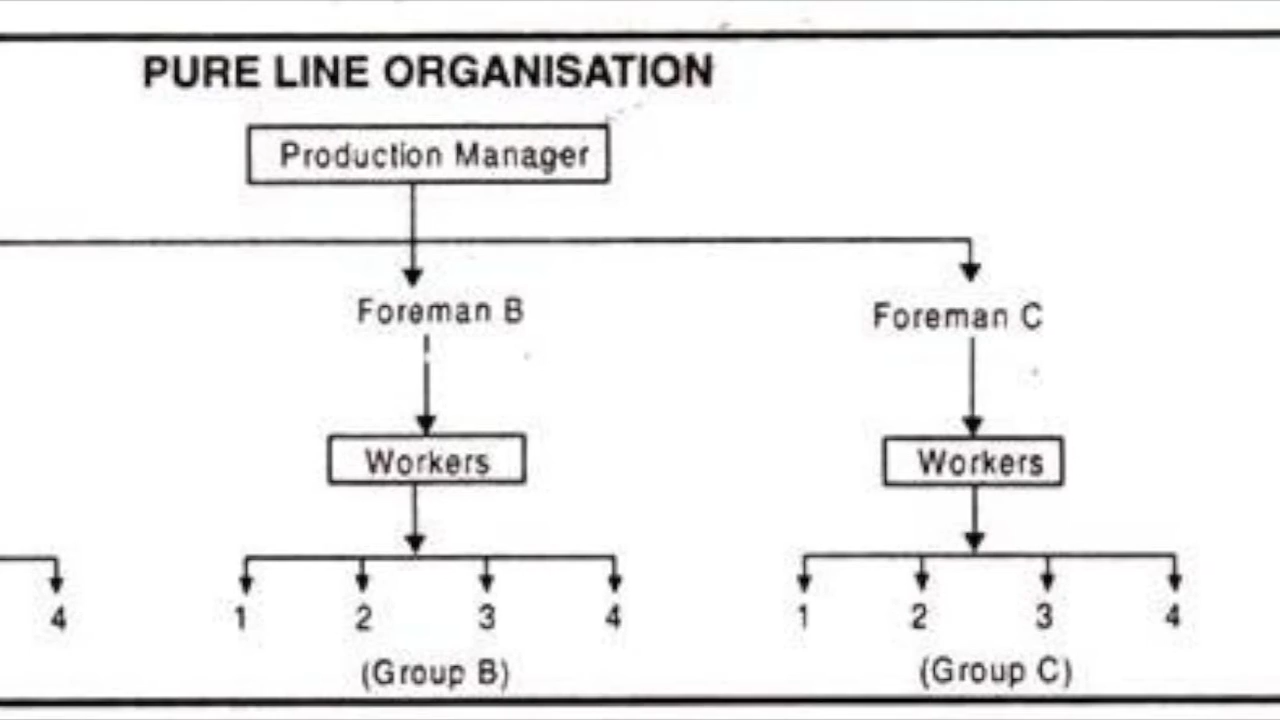 PURE LINE ORGANISATION
Production Manager
Foreman B Foreman C
Workers Workers
4 1 2 3 4 1 2 3 4
(Group B) (Group C)